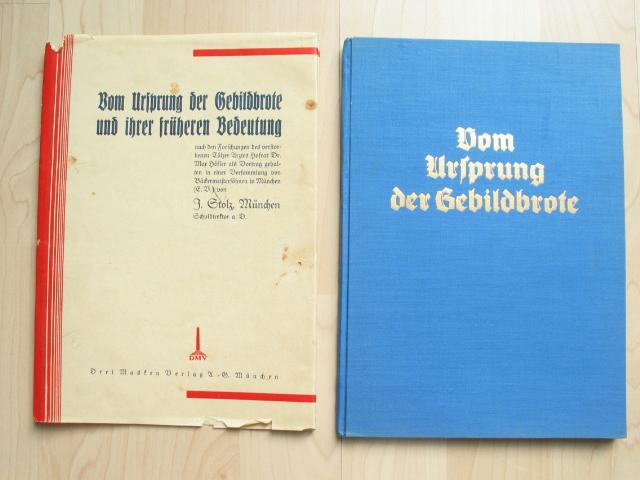 Vom Ursprung der Gebildbrote
und ihrer früheren Bedeutung
nach den Forschungen des verstor-
benen Tölzer Arztes Hofrat Dr.
Max Höfler als Vortrag gehal-
ten in einer Versammlung von
Bäckermeistersöhnen in München
(E. V.) von
J. Stolz, München
Schuldirektor a. D.
DMV
Drei Masken Verlag A.-G. München
Vom
Ursprung
der Gebildbrote